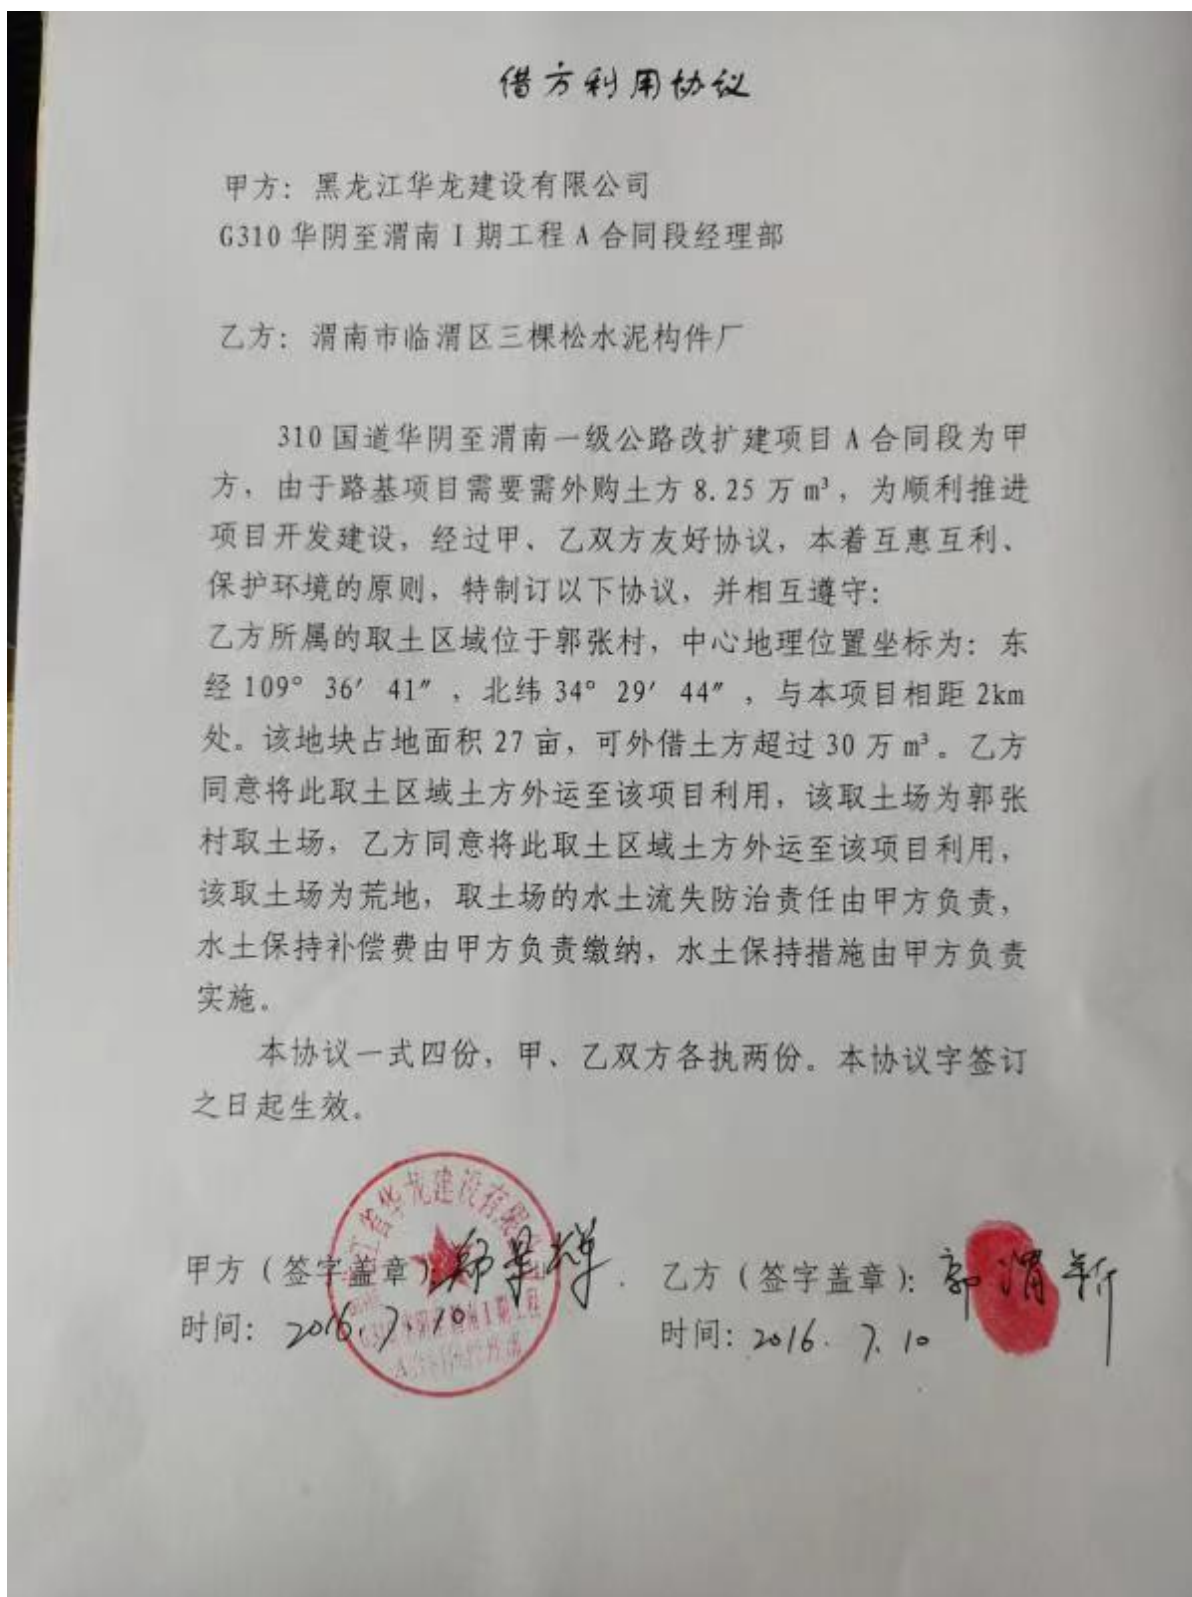 借方利用协议
甲方：黑龙江华龙建设有限公司
G310华阴至渭南I期工程A合同段经理部
乙方：渭南市临渭区三棵松水泥构件厂
310国道华阴至渭南一级公路改扩建项目A合同段为甲
方，由于路基项目需要需外购土方8.25万m³，为顺利推进
项目开发建设，经过甲、乙双方友好协议，本着互惠互利、
保护环境的原则，特制订以下协议，并相互遵守：
乙方所属的取土区域位于郭张村，中心地理位置坐标为：东
经109° 36′ 41″，北纬34° 29′ 44″，与本项目相距2km
处。该地块占地面积27亩，可外借土方超过30万m³。乙方
同意将此取土区域土方外运至该项目利用，该取土场为郭张
村取土场，乙方同意将此取土区域土方外运至该项目利用，
该取土场为荒地，取土场的水土流失防治责任由甲方负责，
水土保持补偿费由甲方负责缴纳，水土保持措施由甲方负责
实施。
本协议一式四份，甲、乙双方各执两份。本协议字签订
之日起生效。
江省华龙建设有限
甲方（签字盖章）： 乙方（签字盖章）：郭渭
时间：2016.7.10 时间：2016.7.10